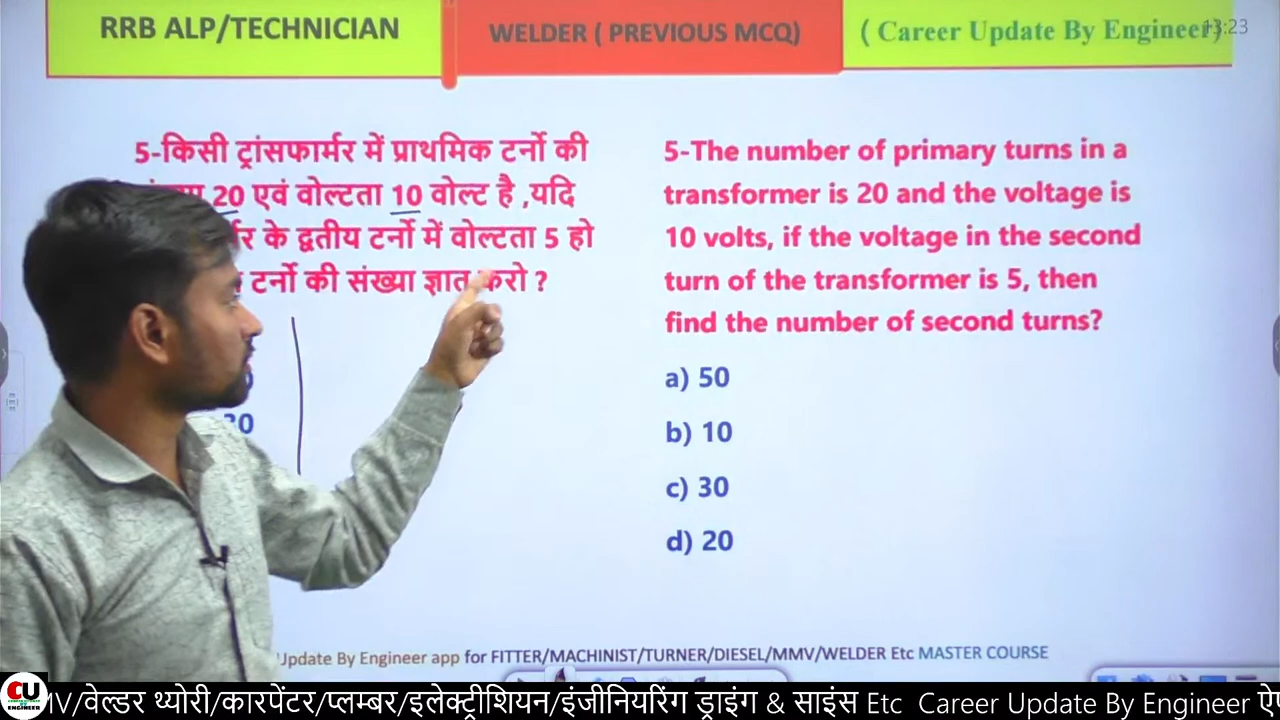 RRB ALP/TECHNICIAN
WELDER ( PREVIOUS MCQ)
( Career Update By Engineer)
13:23
5-किसी ट्रांसफार्मर में प्राथमिक टर्नो की
20 एवं वोल्टता 10 वोल्ट है ,यदि
के द्वतीय टर्नो में वोल्टता 5 हो
टर्नो की संख्या ज्ञात करो ?
30
5-The number of primary turns in a
transformer is 20 and the voltage is
10 volts, if the voltage in the second
turn of the transformer is 5, then
find the number of second turns?
a) 50
b) 10
c) 30
d) 20
Update By Engineer app for FITTER/MACHINIST/TURNER/DIESEL/MMV/WELDER Etc MASTER COURSE
CU
ENGINEER
MV/वेल्डर थ्योरी/कारपेंटर/प्लम्बर/इलेक्ट्रीशियन/इंजीनियरिंग ड्राइंग & साइंस Etc Career Update By Engineer